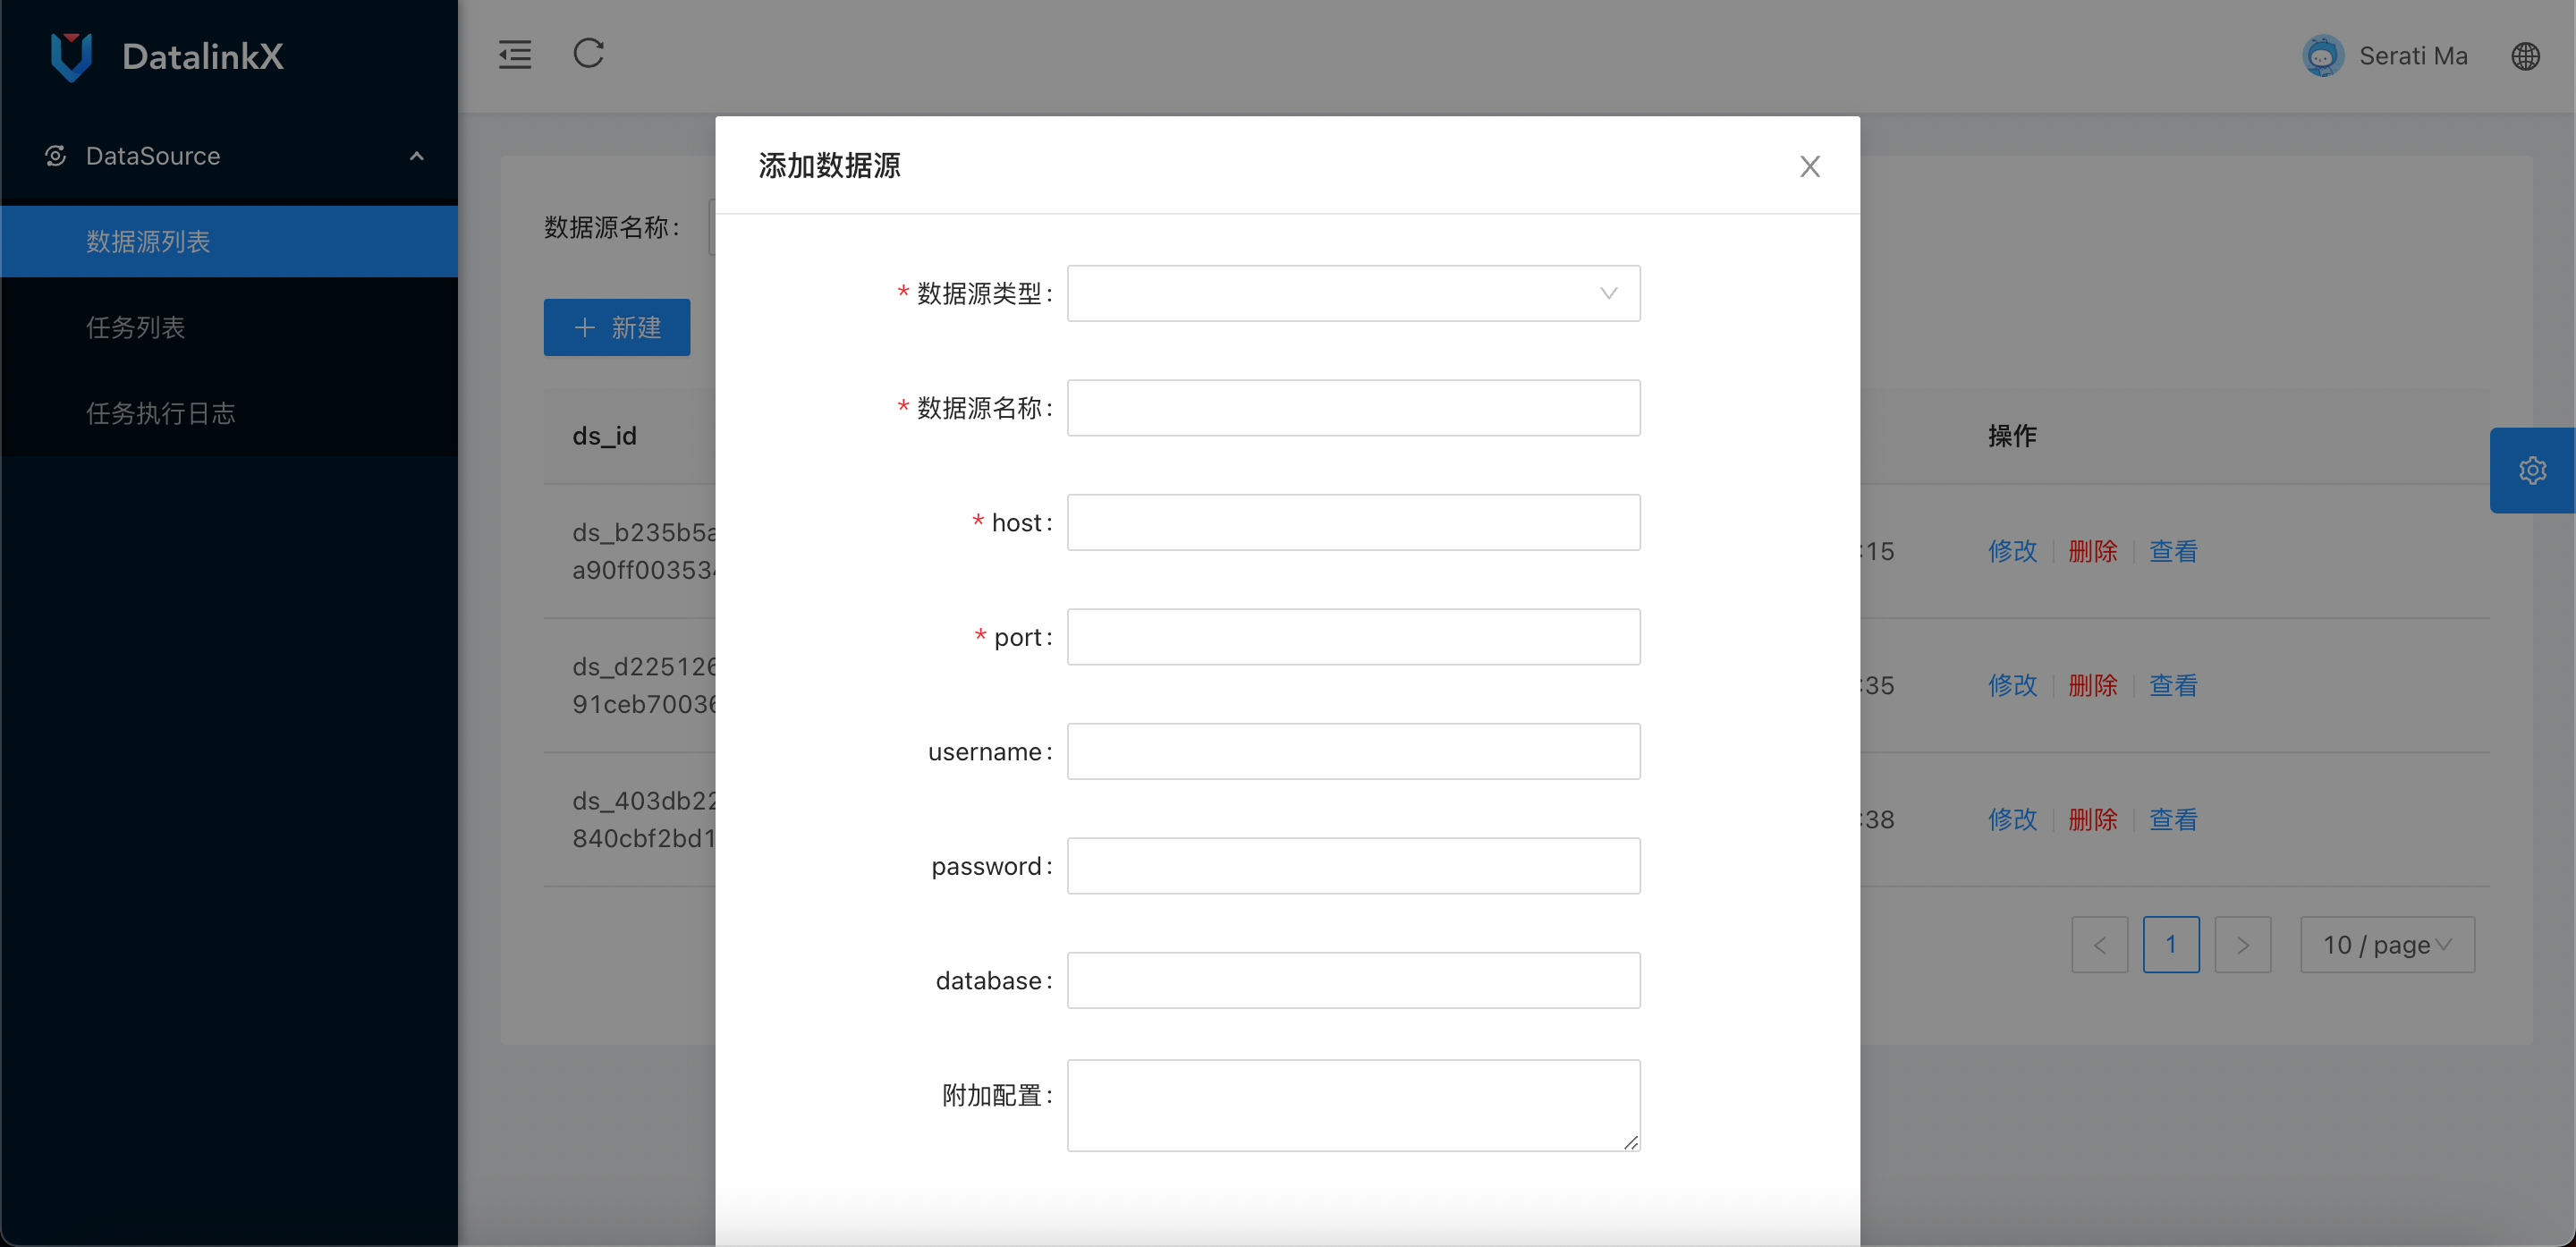 DatalinkX
Serati Ma
DataSource
数据源列表
任务列表
任务执行日志
数据源名称:
新建
添加数据源
* 数据源类型:
* 数据源名称:
* host:
* port:
username:
password:
database:
附加配置:
ds_id
操作
ds_b235b5a
a90ff003534
:15
修改 删除 查看
ds_d225126
91ceb70036
:35
修改 删除 查看
ds_403db22
840cbf2bd1
:38
修改 删除 查看
1
10 / page